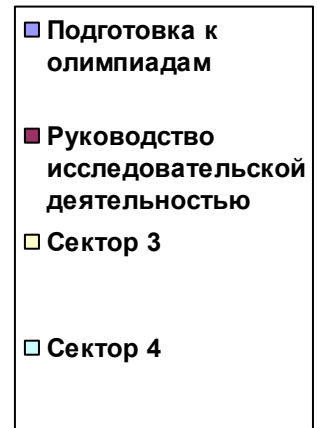 Подготовка к
олимпиадам
Руководство
исследовательской
деятельностью
Сектор 3
Сектор 4